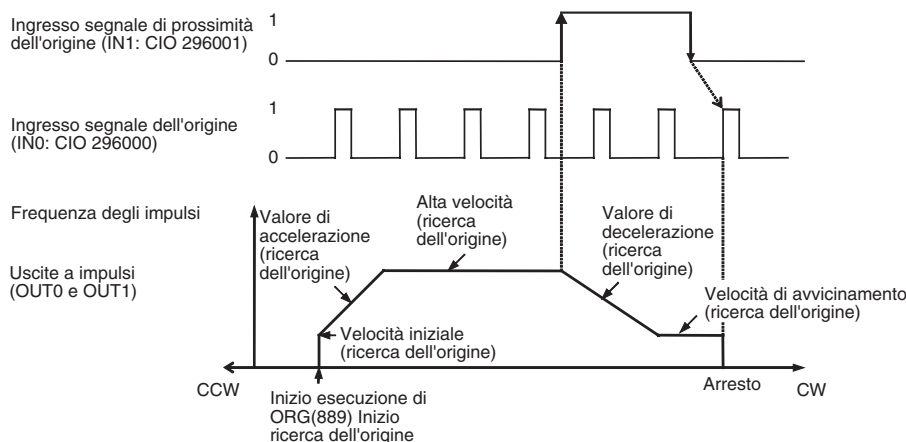 Ingresso segnale di prossimità
dell'origine (IN1: CIO 296001)
1
0
Ingresso segnale dell'origine
(IN0: CIO 296000)
1
0
Frequenza degli impulsi
Uscite a impulsi
(OUT0 e OUT1)
Valore di
accelerazione
(ricerca
dell'origine)
Alta velocità
(ricerca
dell'origine)
Valore di
decelerazione
(ricerca
dell'origine)
Velocità di avvicinamento
(ricerca dell'origine)
Velocità iniziale
(ricerca dell'origine)
CCW
Inizio esecuzione di
ORG(889) Inizio
ricerca dell'origine
Arresto
CW